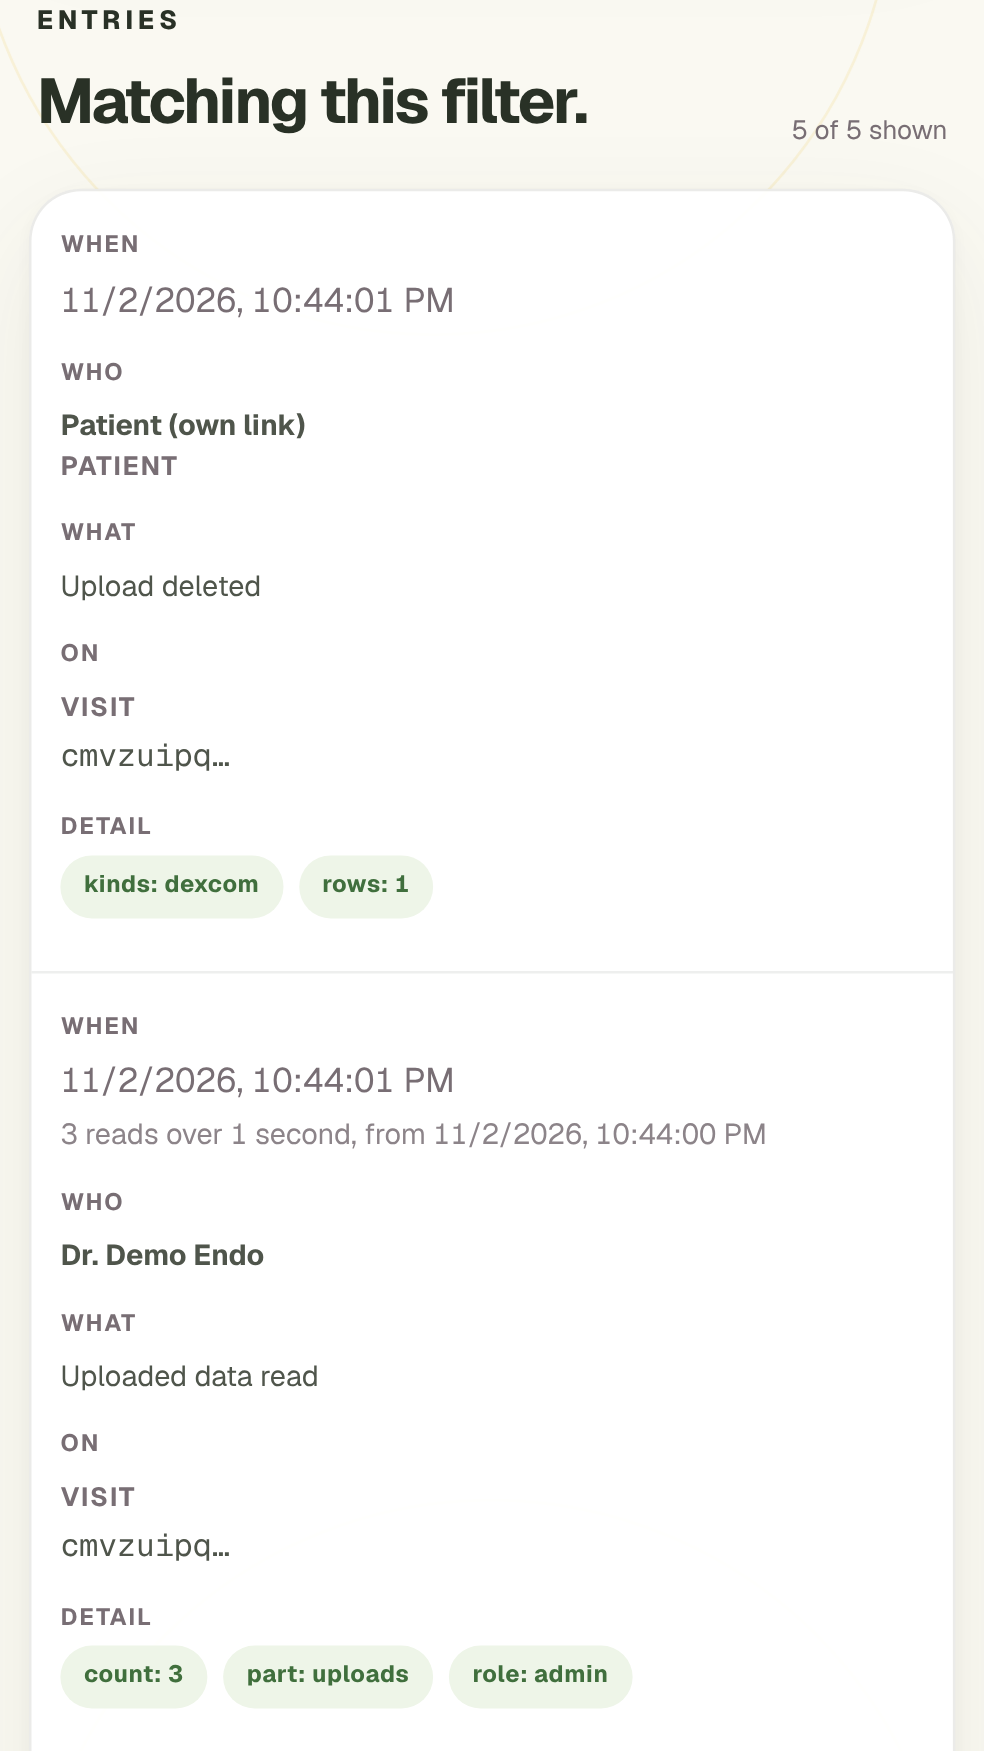 ENTRIES
Matching this filter.
5 of 5 shown
WHEN
11/2/2026, 10:44:01 PM
WHO
Patient (own link)
PATIENT
WHAT
Upload deleted
ON
VISIT
cmvzuipq…
DETAIL
kinds: dexcom
rows: 1
WHEN
11/2/2026, 10:44:01 PM
3 reads over 1 second, from 11/2/2026, 10:44:00 PM
WHO
Dr. Demo Endo
WHAT
Uploaded data read
ON
VISIT
cmvzuipq…
DETAIL
count: 3
part: uploads
role: admin